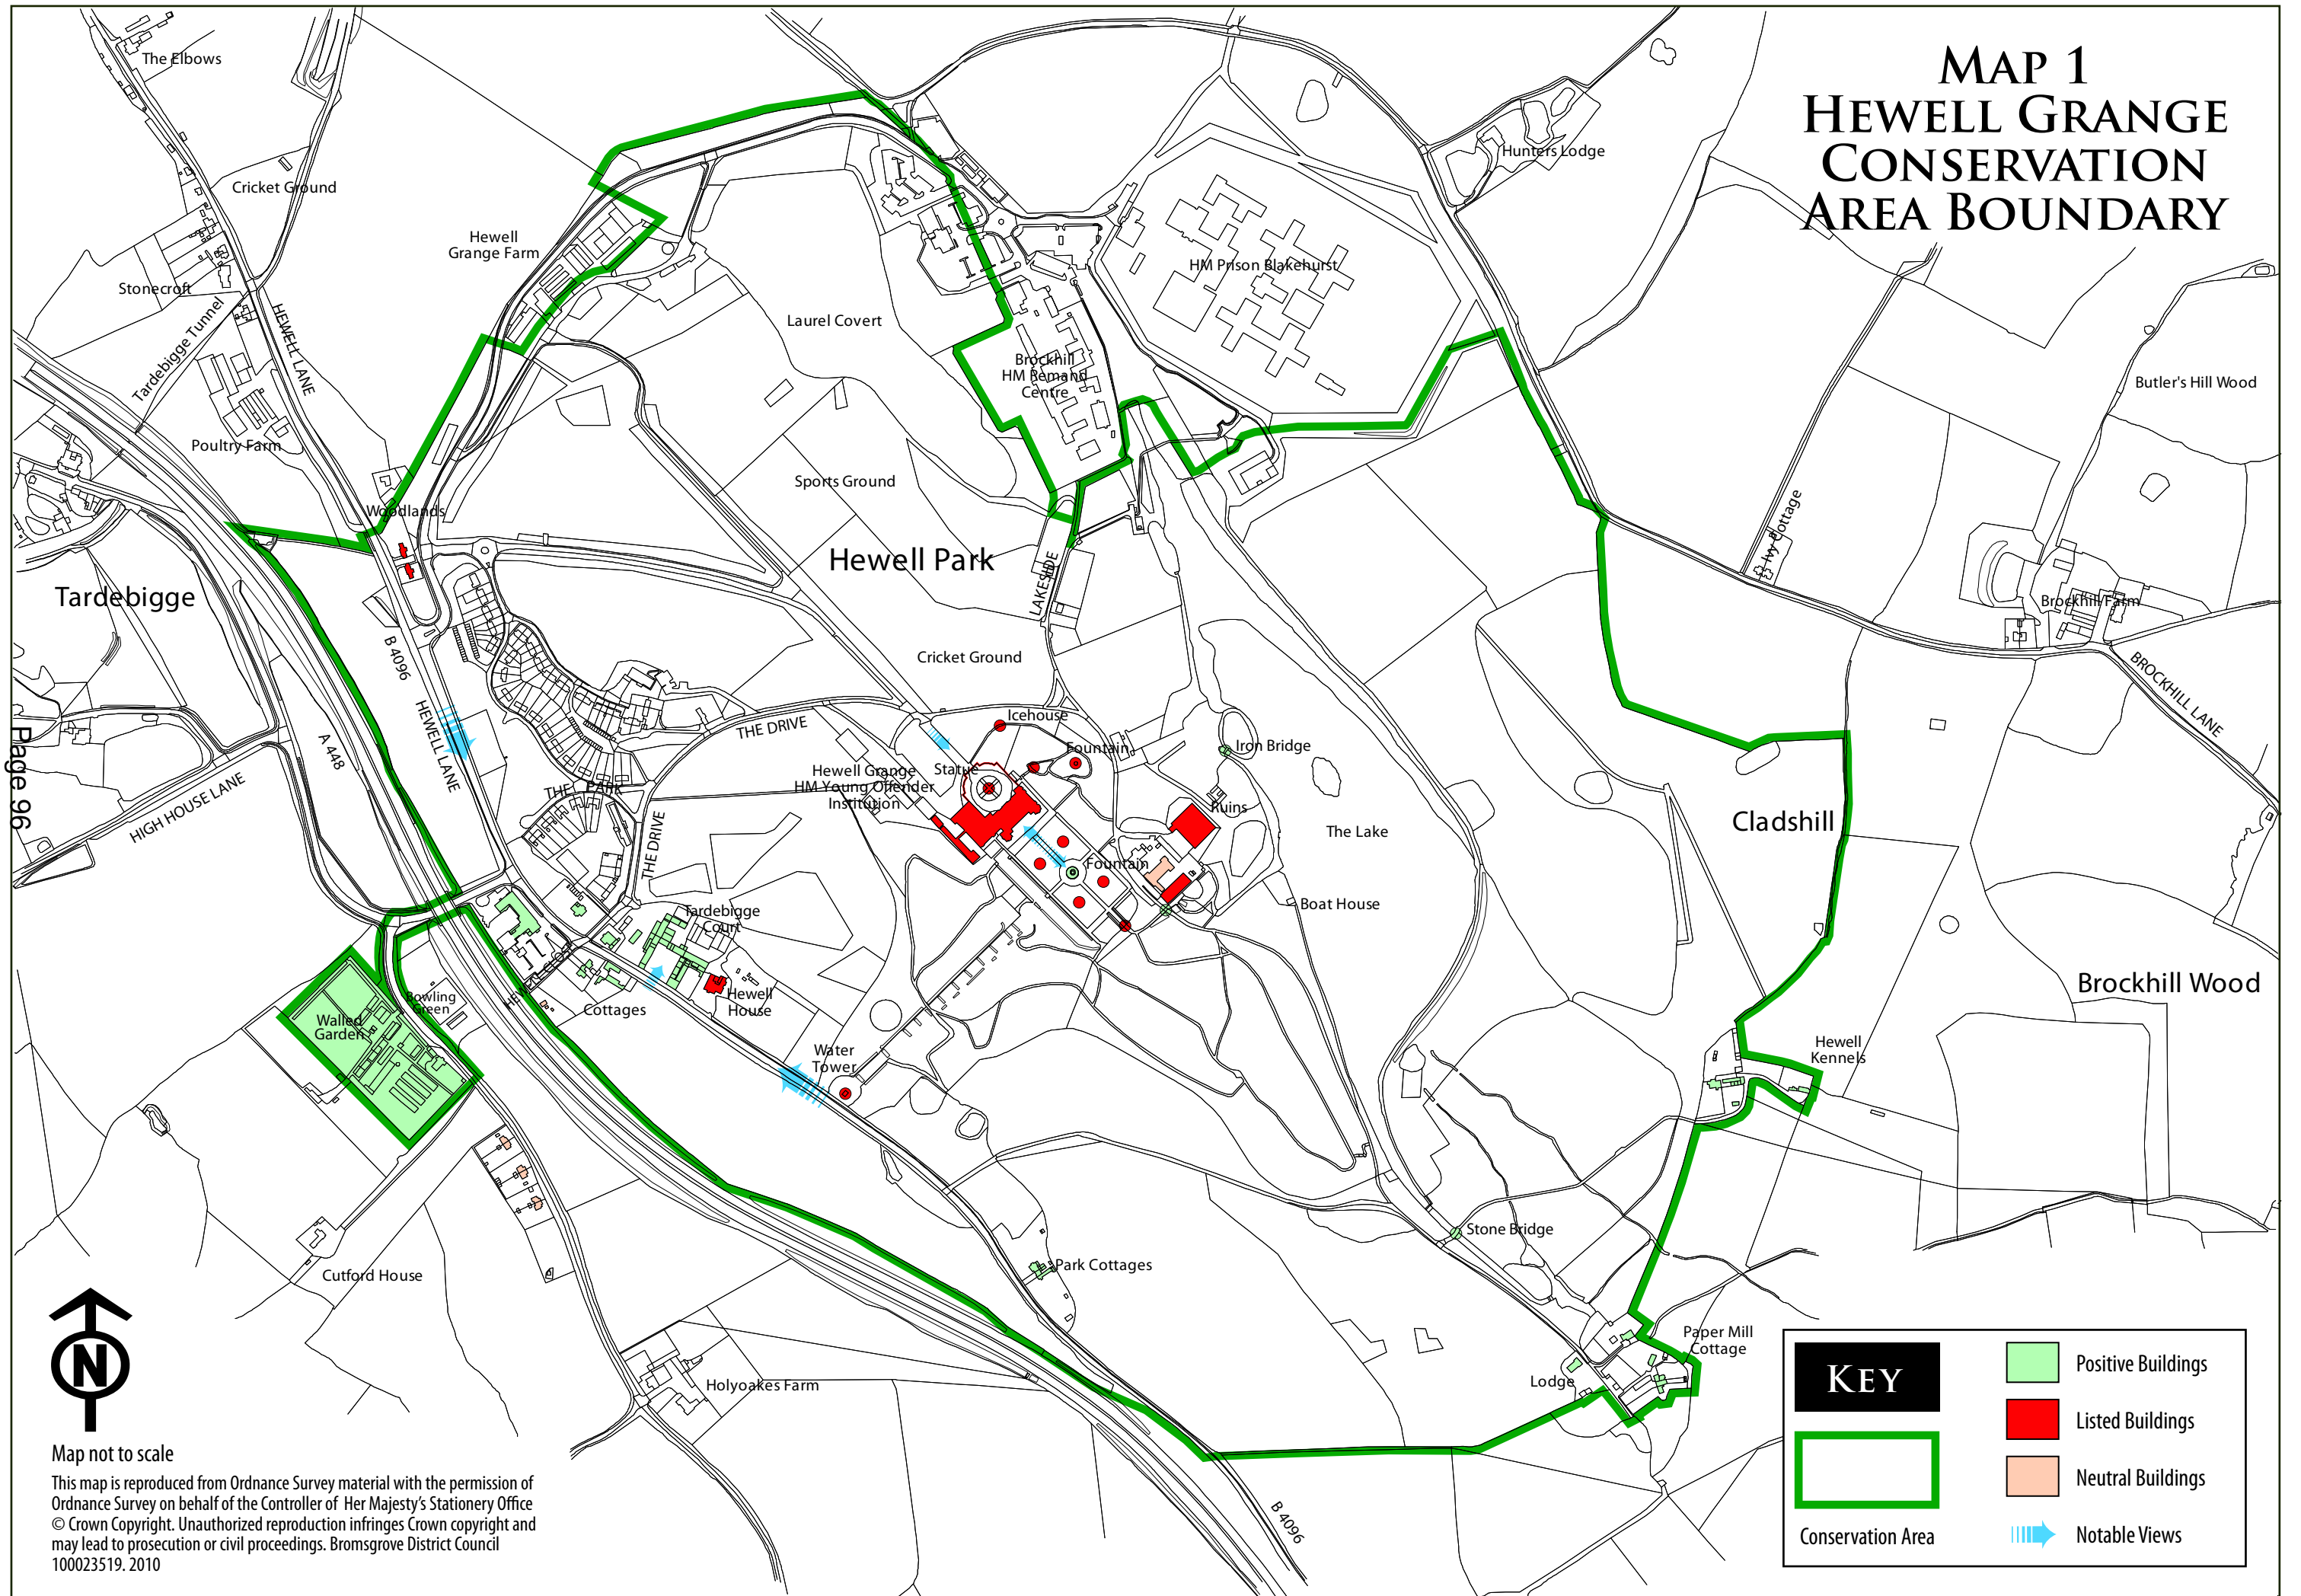 MAP 1
HEWELL GRANGE
CONSERVATION
AREA BOUNDARY
The Elbows
Cricket Ground
Hunters Lodge
Hewell
Grange Farm
Stonecroft
HM Prison Blakehurst
Tardebigge Tunnel
HEWELL LANE
Laurel Covert
Brockhill
HM Remand
Centre
Butler's Hill Wood
Poultry Farm
Sports Ground
Woodlands
Ivy Cottage
Hewell Park
LAKESIDE
Tardebigge
Brockhill Farm
B 4096
Cricket Ground
BROCKHILL LANE
HEWELL LANE
THE DRIVE
Icehouse
Fountain
Iron Bridge
A 448
Page 96
Statue
Hewell Grange
HM Young Offender
Institution
THE PARK
HIGH HOUSE LANE
Ruins
The Lake
Cladshill
THE DRIVE
Fountain
Boat House
Tardebigge
Court
Brockhill Wood
Bowling
Green
Hewell
House
Cottages
Walled
Garden
Water
Tower
Hewell
Kennels
Stone Bridge
Park Cottages
Cutford House
Paper Mill
Cottage
Lodge
Holyoakes Farm
B 4096
N
Map not to scale
This map is reproduced from Ordnance Survey material with the permission of
Ordnance Survey on behalf of the Controller of Her Majesty's Stationery Office
© Crown Copyright. Unauthorized reproduction infringes Crown copyright and
may lead to prosecution or civil proceedings. Bromsgrove District Council
100023519. 2010
KEY
Conservation Area
Positive Buildings
Listed Buildings
Neutral Buildings
Notable Views